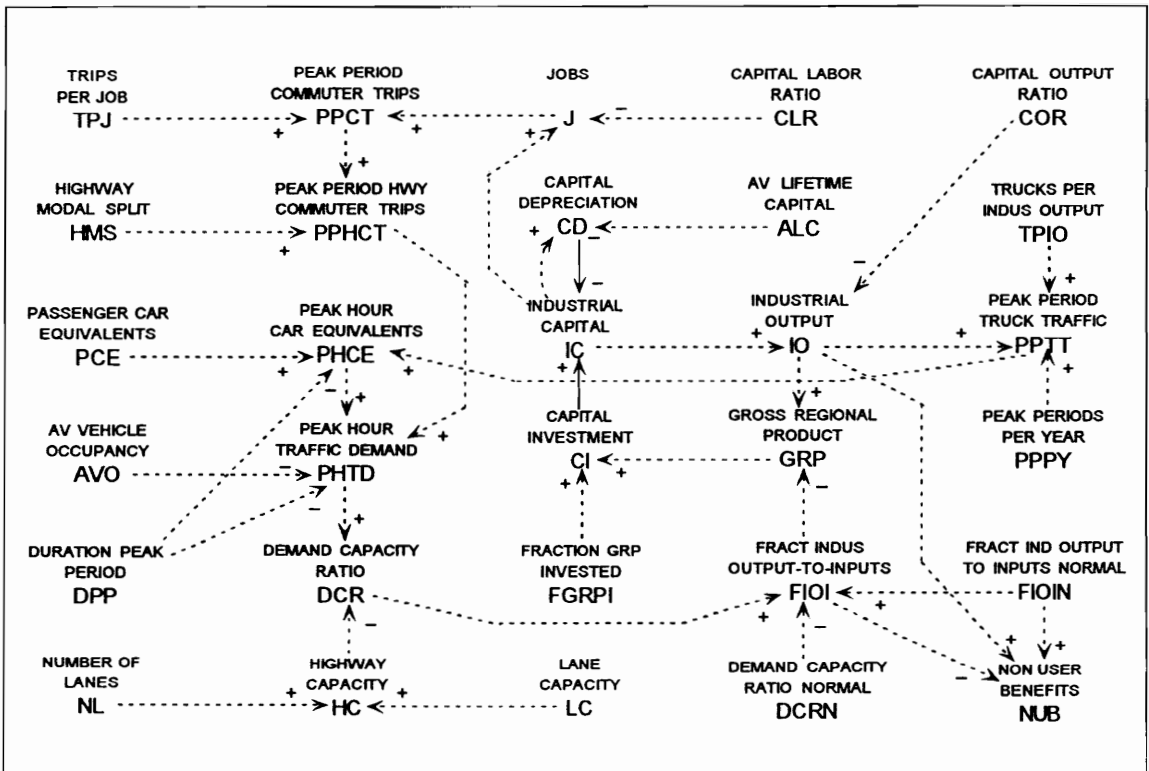 TRIPS
PER JOB
TPJ
PEAK PERIOD
COMMUTER TRIPS
PPCT
JOBS
J
CAPITAL LABOR
RATIO
CLR
CAPITAL OUTPUT
RATIO
COR
+
+
+
–
+
HIGHWAY
MODAL SPLIT
HMS
PEAK PERIOD HWY
COMMUTER TRIPS
PPHCT
CAPITAL
DEPRECIATION
CD
AV LIFETIME
CAPITAL
ALC
TRUCKS PER
INDUS OUTPUT
TPIO
+
+
–
–
–
+
PASSENGER CAR
EQUIVALENTS
PCE
PEAK HOUR
CAR EQUIVALENTS
PHCE
INDUSTRIAL
CAPITAL
IC
INDUSTRIAL
OUTPUT
IO
PEAK PERIOD
TRUCK TRAFFIC
PPTT
+
+
–
+
+
+
+
+
+
AV VEHICLE
OCCUPANCY
AVO
PEAK HOUR
TRAFFIC DEMAND
PHTD
CAPITAL
INVESTMENT
CI
GROSS REGIONAL
PRODUCT
GRP
PEAK PERIODS
PER YEAR
PPPY
+
–
–
+
+
+
–
DURATION PEAK
PERIOD
DPP
DEMAND CAPACITY
RATIO
DCR
FRACTION GRP
INVESTED
FGRPI
FRACT INDUS
OUTPUT-TO-INPUTS
FIOI
FRACT IND OUTPUT
TO INPUTS NORMAL
FIOIN
–
+
–
+
+
+
–
NUMBER OF
LANES
NL
HIGHWAY
CAPACITY
HC
LANE
CAPACITY
LC
DEMAND CAPACITY
RATIO NORMAL
DCRN
NON USER
BENEFITS
NUB
+
+